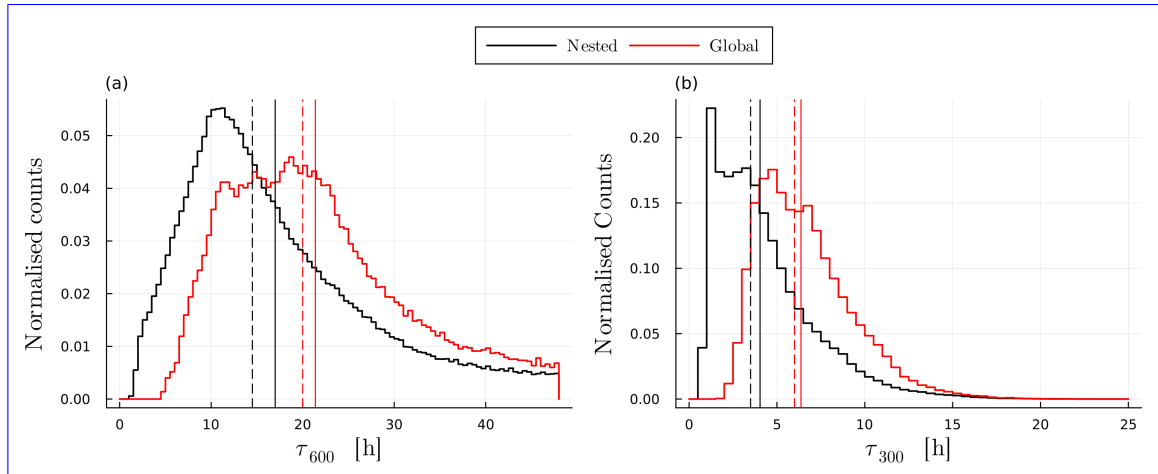 Nested Global
(a) (b)
Normalised counts
0.05
0.04
0.03
0.02
0.01
0.00
0 10 20 30 40
τ600 [h]
Normalised Counts
0.20
0.15
0.10
0.05
0.00
0 5 10 15 20 25
τ300 [h]